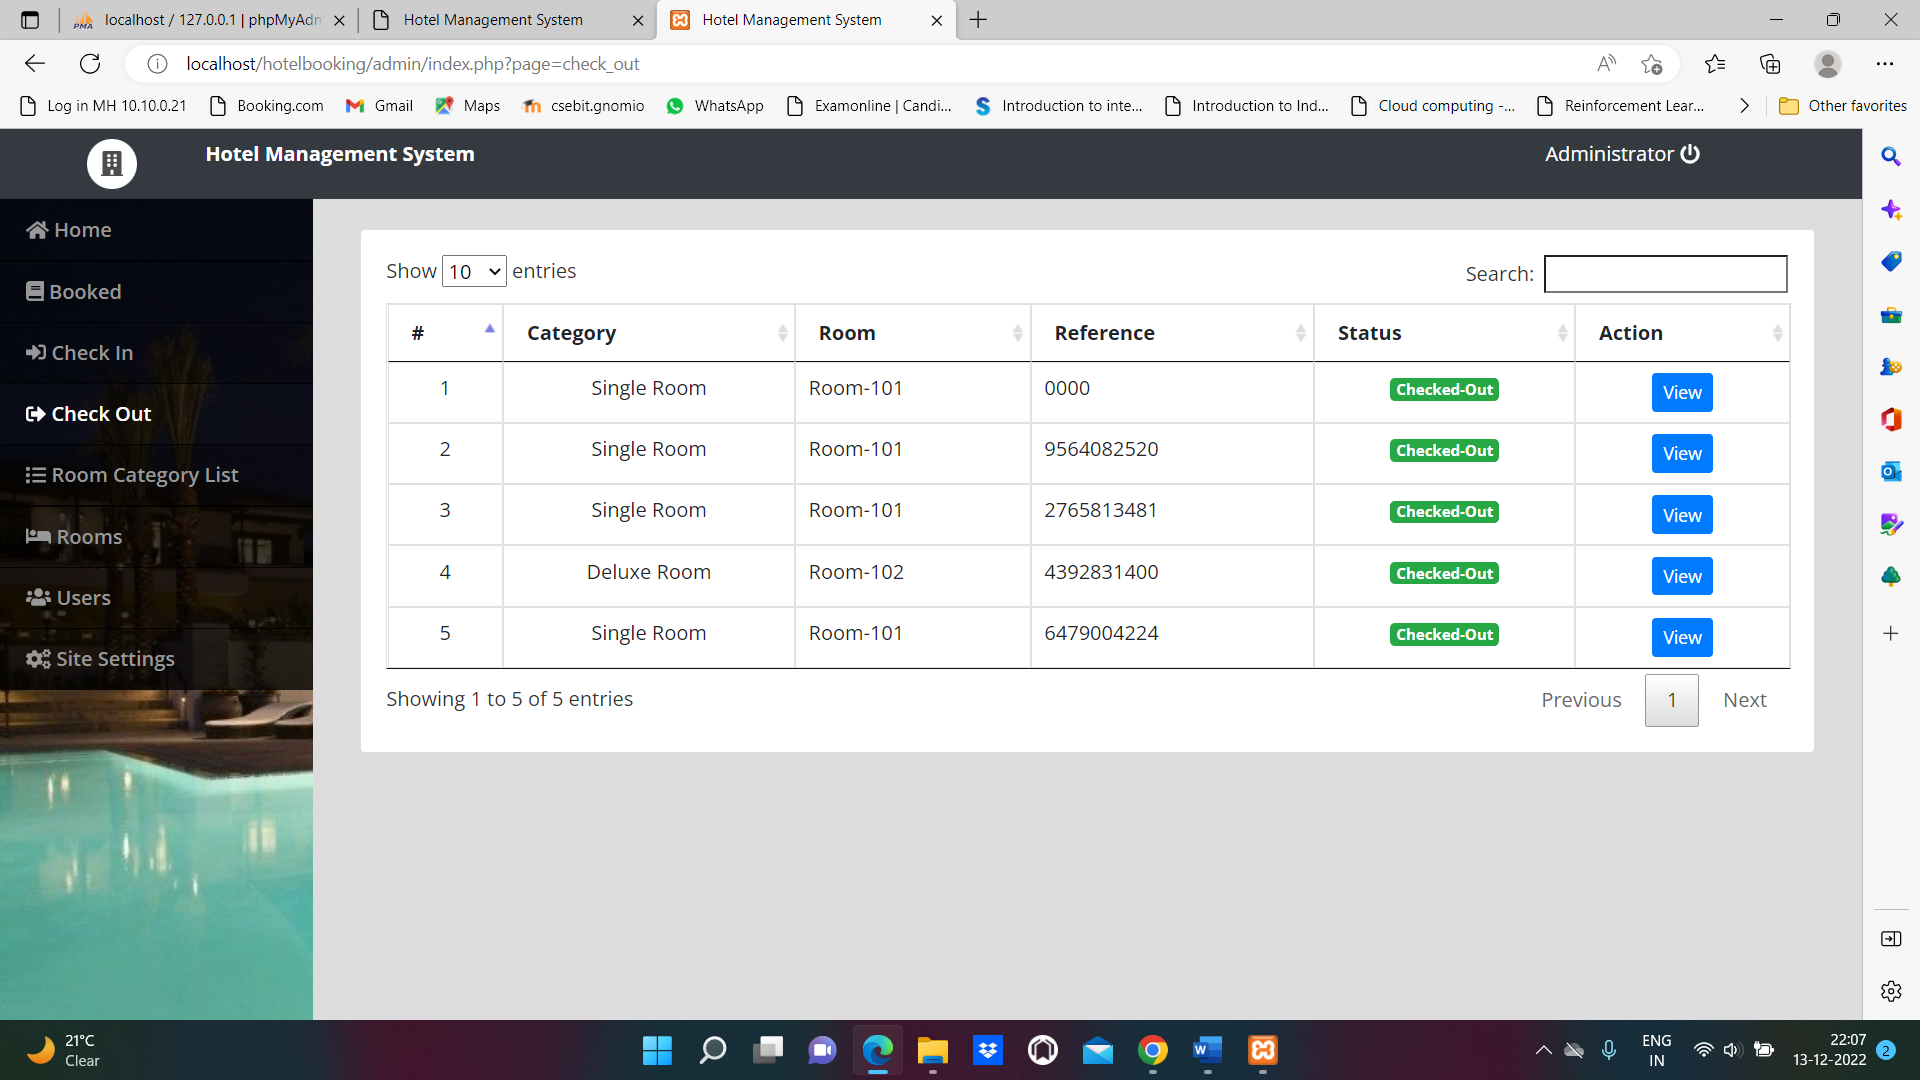 localhost / 127.0.0.1 | phpMyAdm
Hotel Management System
Hotel Management System
localhost/hotelbooking/admin/index.php?page=check_out
Log in MH 10.10.0.21
Booking.com
Gmail
Maps
csebit.gnomio
WhatsApp
Examonline | Candi...
Introduction to inte...
Introduction to Ind...
Cloud computing -...
Reinforcement Lear...
Other favorites
Hotel Management System
Administrator
Home
Booked
Check In
Check Out
Room Category List
Rooms
Users
Site Settings
Show 10 entries
Search:
# Category Room Reference Status Action
1 Single Room Room-101 0000 Checked-Out View
2 Single Room Room-101 9564082520 Checked-Out View
3 Single Room Room-101 2765813481 Checked-Out View
4 Deluxe Room Room-102 4392831400 Checked-Out View
5 Single Room Room-101 6479004224 Checked-Out View
Showing 1 to 5 of 5 entries
Previous 1 Next
21°C
Clear
ENG
IN
22:07
13-12-2022
2